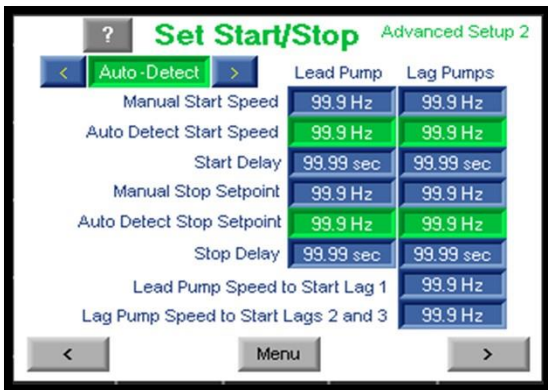 ? Set Start/Stop Advanced Setup 2
< Auto-Detect > Lead Pump Lag Pumps
Manual Start Speed 99.9 Hz 99.9 Hz
Auto Detect Start Speed 99.9 Hz 99.9 Hz
Start Delay 99.99 sec 99.99 sec
Manual Stop Setpoint 99.9 Hz 99.9 Hz
Auto Detect Stop Setpoint 99.9 Hz 99.9 Hz
Stop Delay 99.99 sec 99.99 sec
Lead Pump Speed to Start Lag 1 99.9 Hz
Lag Pump Speed to Start Lags 2 and 3 99.9 Hz
< Menu >